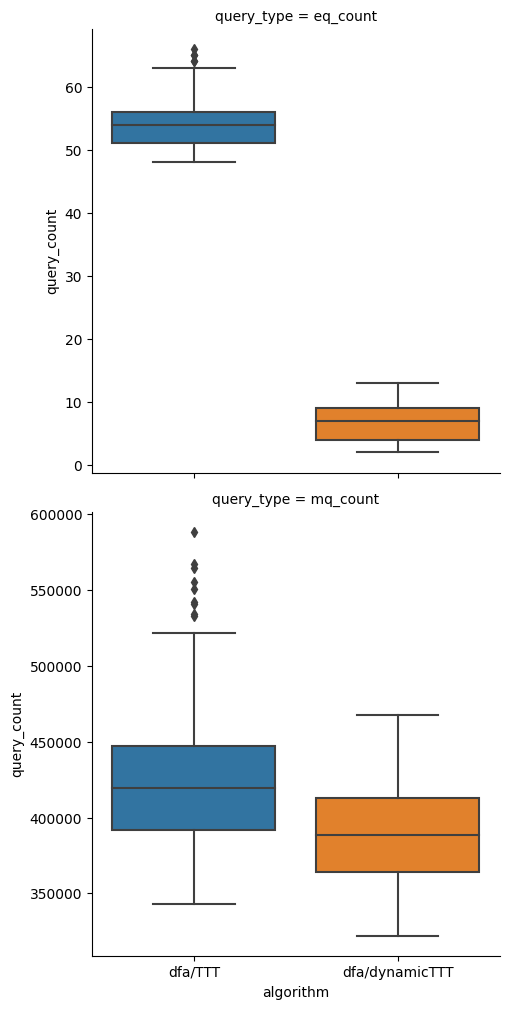 query_type = eq_count
60
50
40
30
20
10
0
query_count
query_type = mq_count
600000
550000
500000
450000
400000
350000
query_count
dfa/TTT dfa/dynamicTTT
algorithm